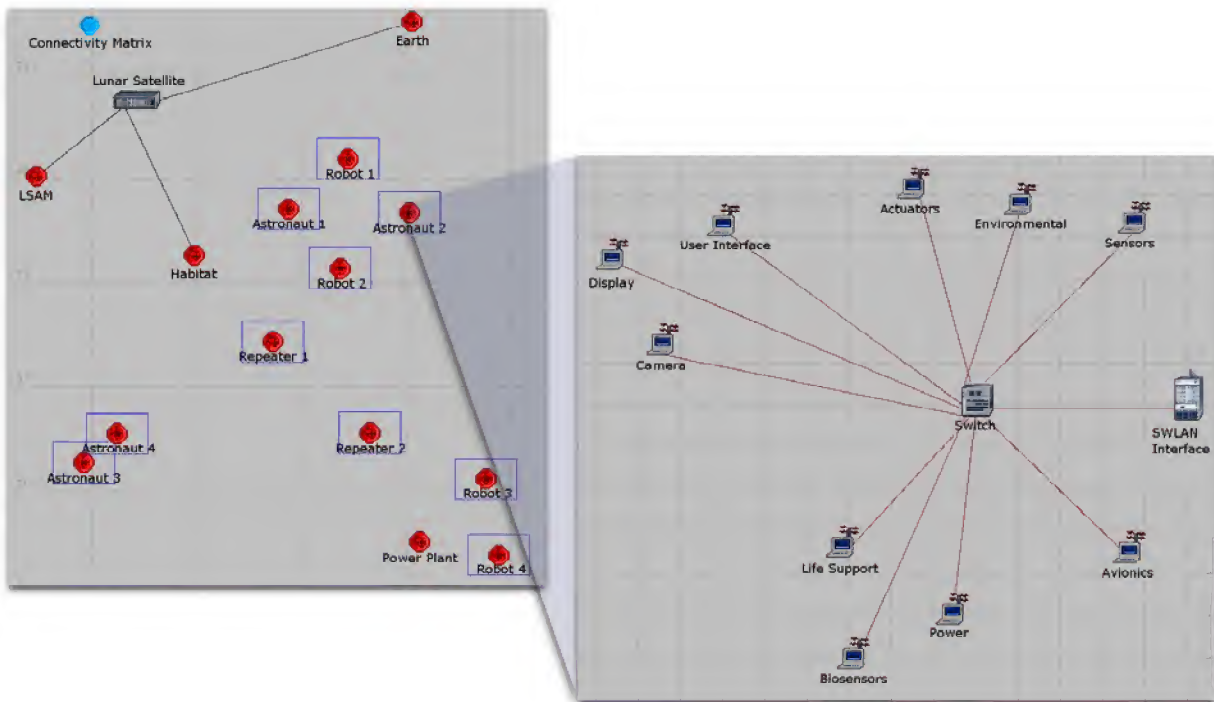 Connectivity Matrix
Earth
Lunar Satellite
LSAM
Robot 1
Astronaut 1
Astronaut 2
Habitat
Robot 2
Repeater 1
Astronaut 4
Astronaut 3
Repeater 2
Robot 3
Power Plant
Robot 4
Actuators
Environmental
User Interface
Sensors
Display
Camera
Switch
SWLAN
Interface
Life Support
Avionics
Power
Biosensors